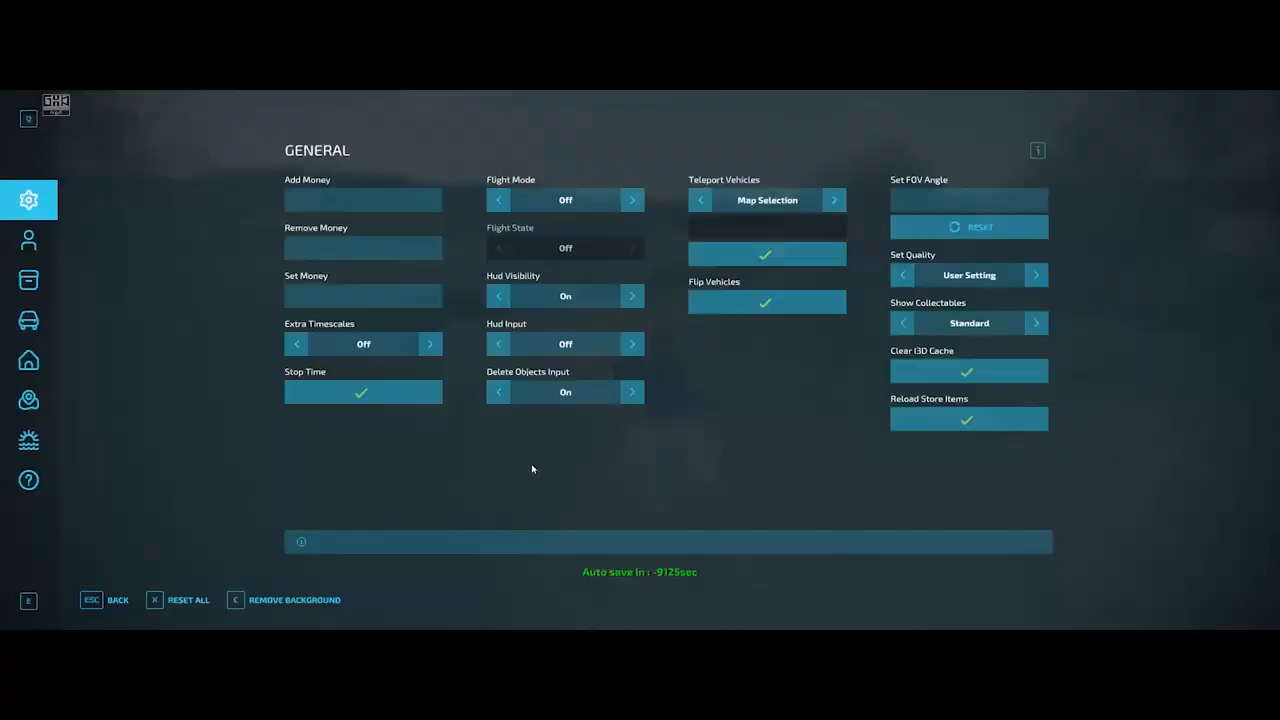 Q
GENERAL
Add Money
Remove Money
Set Money
Extra Timescales
Off
Stop Time
Flight Mode
Off
Flight State
Off
Hud Visibility
On
Hud Input
Off
Delete Objects Input
On
Teleport Vehicles
Map Selection
Flip Vehicles
Set FOV Angle
RESET
Set Quality
User Setting
Show Collectables
Standard
Clear I3D Cache
Reload Store Items
Auto save in : -9125sec
E
ESC BACK X RESET ALL C REMOVE BACKGROUND